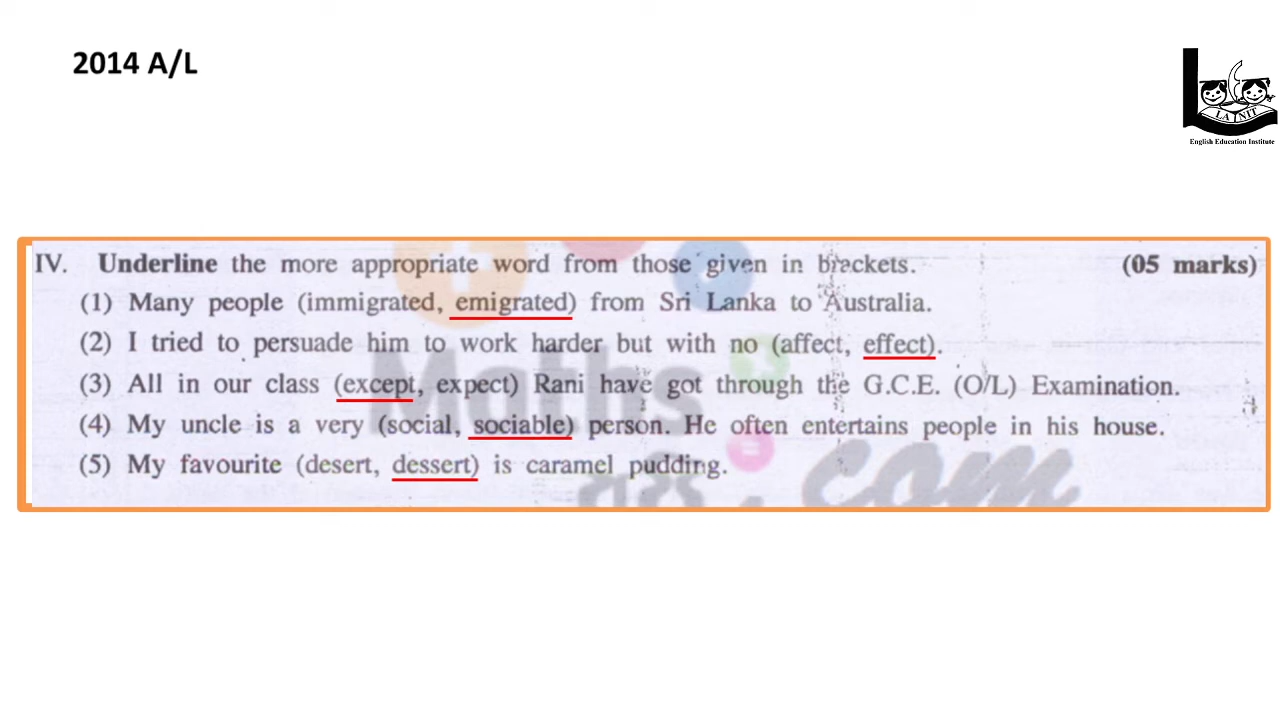 2014 A/L
LA NIT
English Education Institute
IV. Underline the more appropriate word from those given in brackets. (05 marks)
(1) Many people (immigrated, emigrated) from Sri Lanka to Australia.
(2) I tried to persuade him to work harder but with no (affect, effect).
(3) All in our class (except, expect) Rani have got through the G.C.E. (O/L) Examination.
(4) My uncle is a very (social, sociable) person. He often entertains people in his house.
(5) My favourite (desert, dessert) is caramel pudding.
Maths
.com